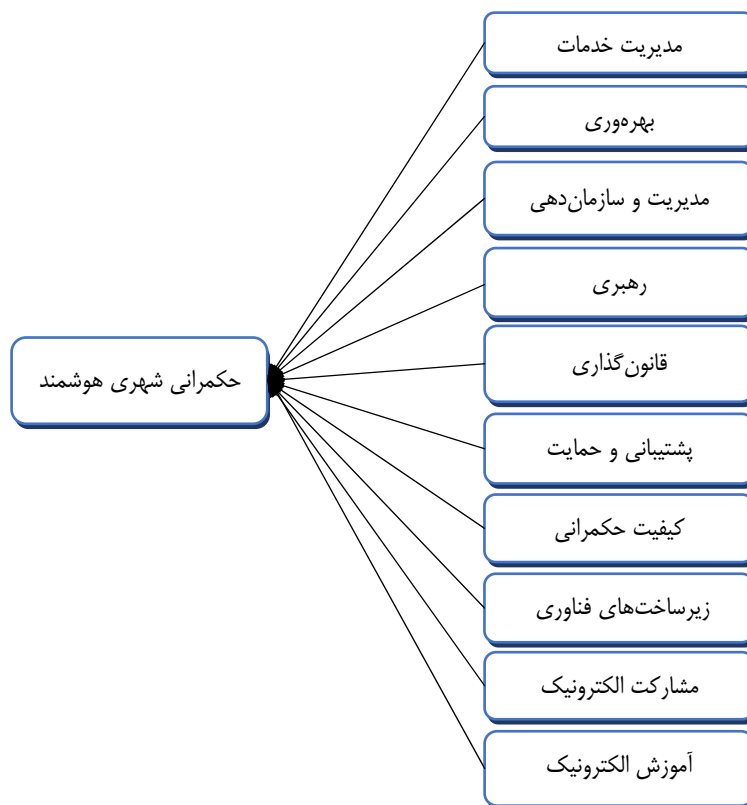 مدیریت خدمات
بهره‌وری
مدیریت و سازمان‌دهی
رهبری
قانون‌گذاری
حکمرانی شهری هوشمند
پشتیبانی و حمایت
کیفیت حکمرانی
زیرساخت‌های فناوری
مشارکت الکترونیک
آموزش الکترونیک